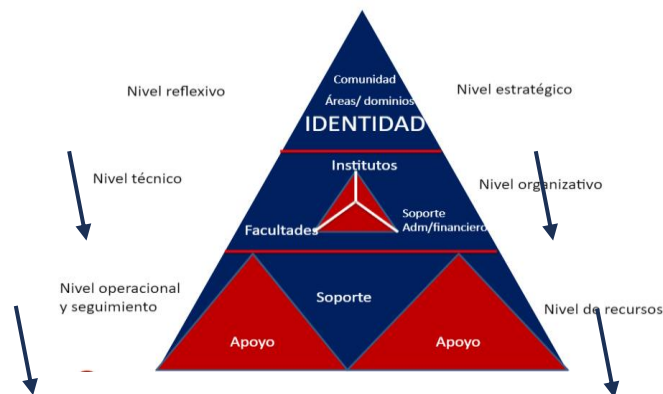 Comunidad
Nivel reflexivo
Áreas/ dominios
Nivel estratégico
IDENTIDAD
Institutos
Nivel técnico
Nivel organizativo
Facultades
Soporte
Adm/financiero
Nivel operacional
y seguimiento
Soporte
Nivel de recursos
Apoyo
Apoyo